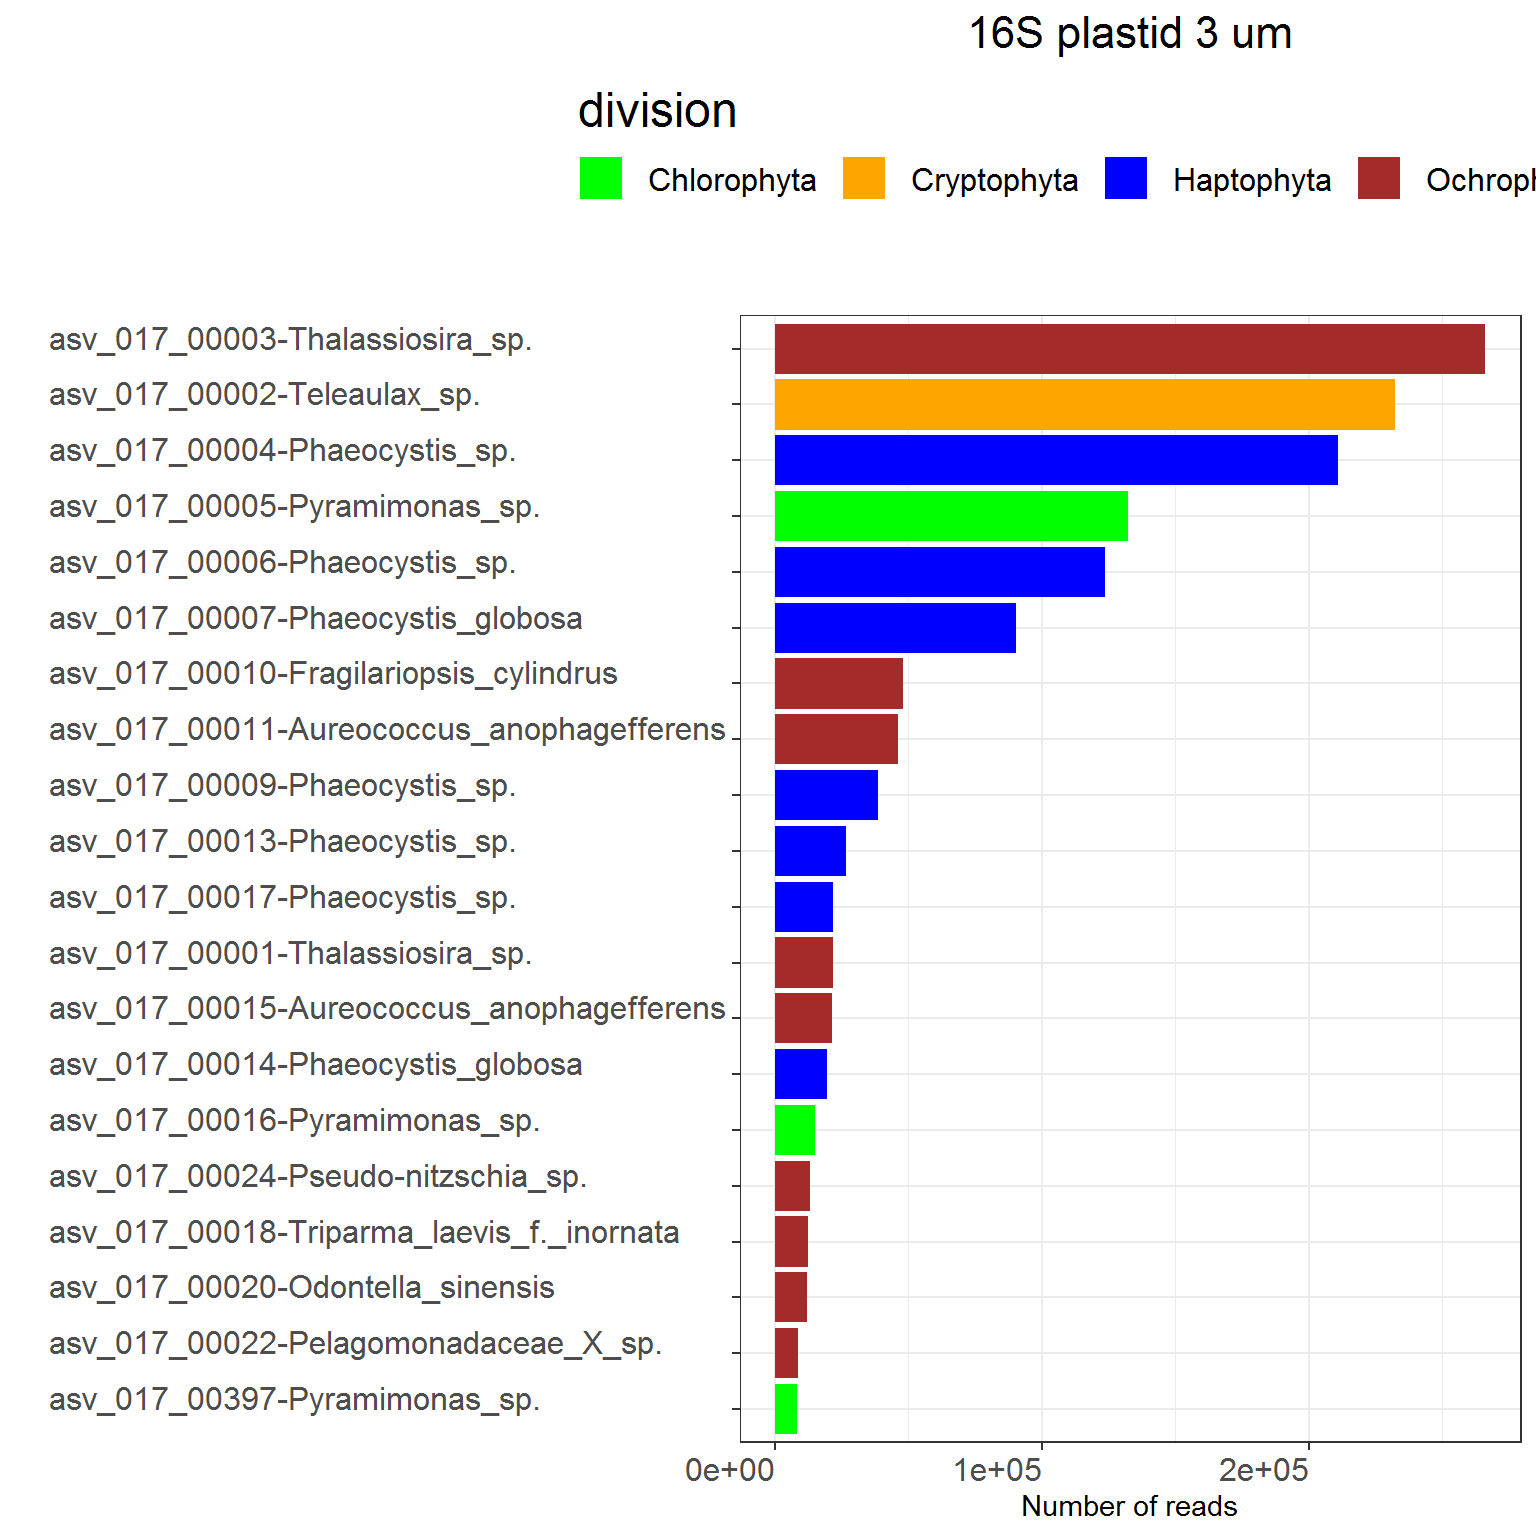 16S plastid 3 um
division
Chlorophyta Cryptophyta Haptophyta Ochroph
asv_017_00003-Thalassiosira_sp.
asv_017_00002-Teleaulax_sp.
asv_017_00004-Phaeocystis_sp.
asv_017_00005-Pyramimonas_sp.
asv_017_00006-Phaeocystis_sp.
asv_017_00007-Phaeocystis_globosa
asv_017_00010-Fragilariopsis_cylindrus
asv_017_00011-Aureococcus_anophagefferens
asv_017_00009-Phaeocystis_sp.
asv_017_00013-Phaeocystis_sp.
asv_017_00017-Phaeocystis_sp.
asv_017_00001-Thalassiosira_sp.
asv_017_00015-Aureococcus_anophagefferens
asv_017_00014-Phaeocystis_globosa
asv_017_00016-Pyramimonas_sp.
asv_017_00024-Pseudo-nitzschia_sp.
asv_017_00018-Triparma_laevis_f._inornata
asv_017_00020-Odontella_sinensis
asv_017_00022-Pelagomonadaceae_X_sp.
asv_017_00397-Pyramimonas_sp.
0e+00 1e+05 2e+05
Number of reads